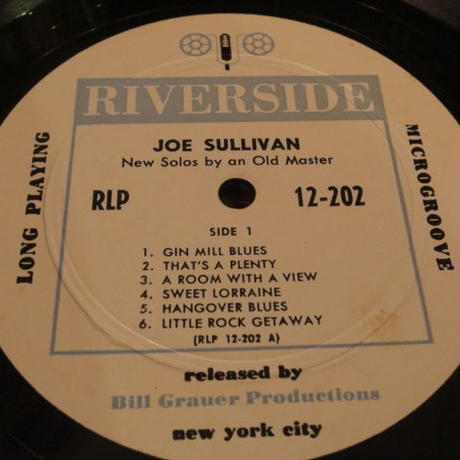 RIVERSIDE
JOE SULLIVAN
New Solos by an Old Master
RLP 12-202
SIDE 1
1. GIN MILL BLUES
2. THAT'S A PLENTY
3. A ROOM WITH A VIEW
4. SWEET LORRAINE
5. HANGOVER BLUES
6. LITTLE ROCK GETAWAY
(RLP 12-202 A)
LONG PLAYING
MICROGROOVE
released by
Bill Grauer Productions
new york city